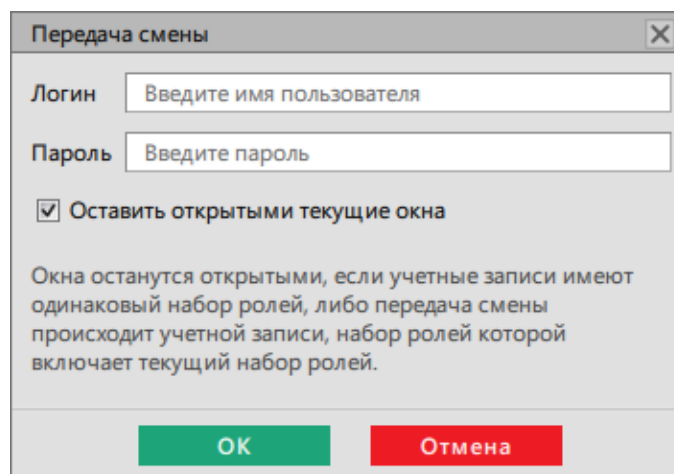 Передача смены
Логин Введите имя пользователя
Пароль Введите пароль
Оставить открытыми текущие окна
Окна останутся открытыми, если учетные записи имеют
одинаковый набор ролей, либо передача смены
происходит учетной записи, набор ролей которой
включает текущий набор ролей.
ОК Отмена